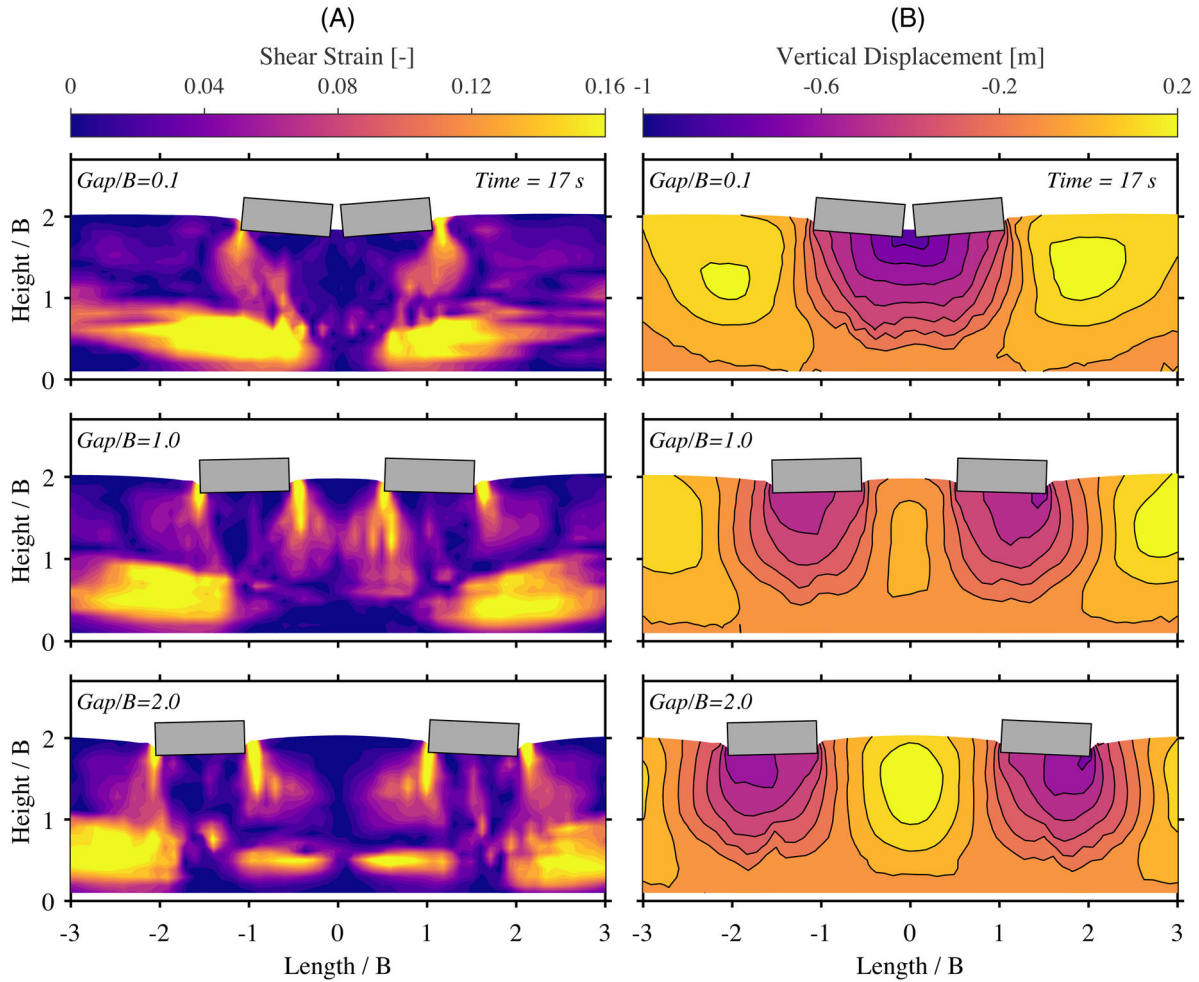 (A) (B)
Shear Strain [-] Vertical Displacement [m]
0 0.04 0.08 0.12 0.16 -1 -0.6 -0.2 0.2
Gap/B=0.1 Time = 17 s Gap/B=0.1 Time = 17 s
2
1
0
Height / B
Gap/B=1.0 Gap/B=1.0
2
1
0
Height / B
Gap/B=2.0 Gap/B=2.0
2
1
0
Height / B
-3 -2 -1 0 1 2 3 -3 -2 -1 0 1 2 3
Length / B Length / B